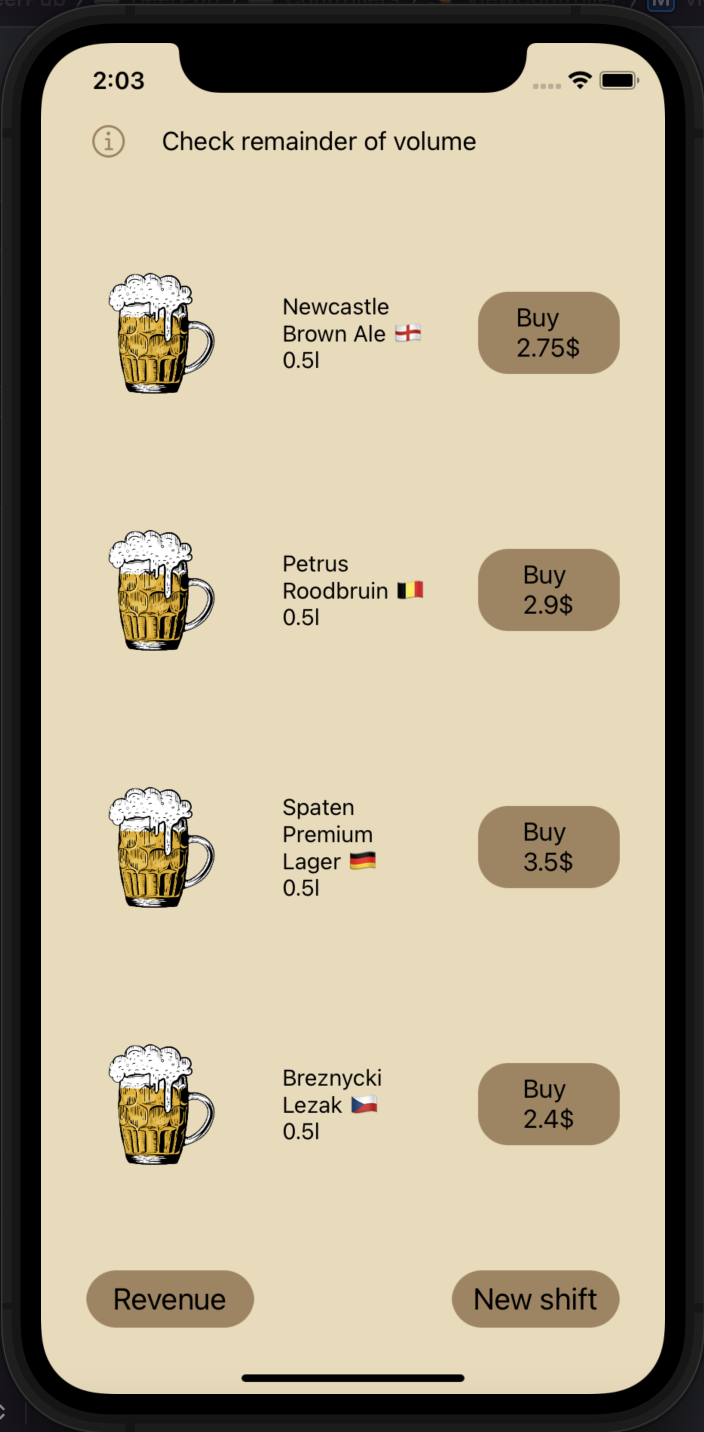 2:03
Check remainder of volume
Newcastle
Brown Ale 🏴󠁧󠁢󠁥󠁮󠁧󠁿
0.5l
Buy
2.75$
Petrus
Roodbruin 🇧🇪
0.5l
Buy
2.9$
Spaten
Premium
Lager 🇩🇪
0.5l
Buy
3.5$
Breznycki
Lezak 🇨🇿
0.5l
Buy
2.4$
Revenue
New shift